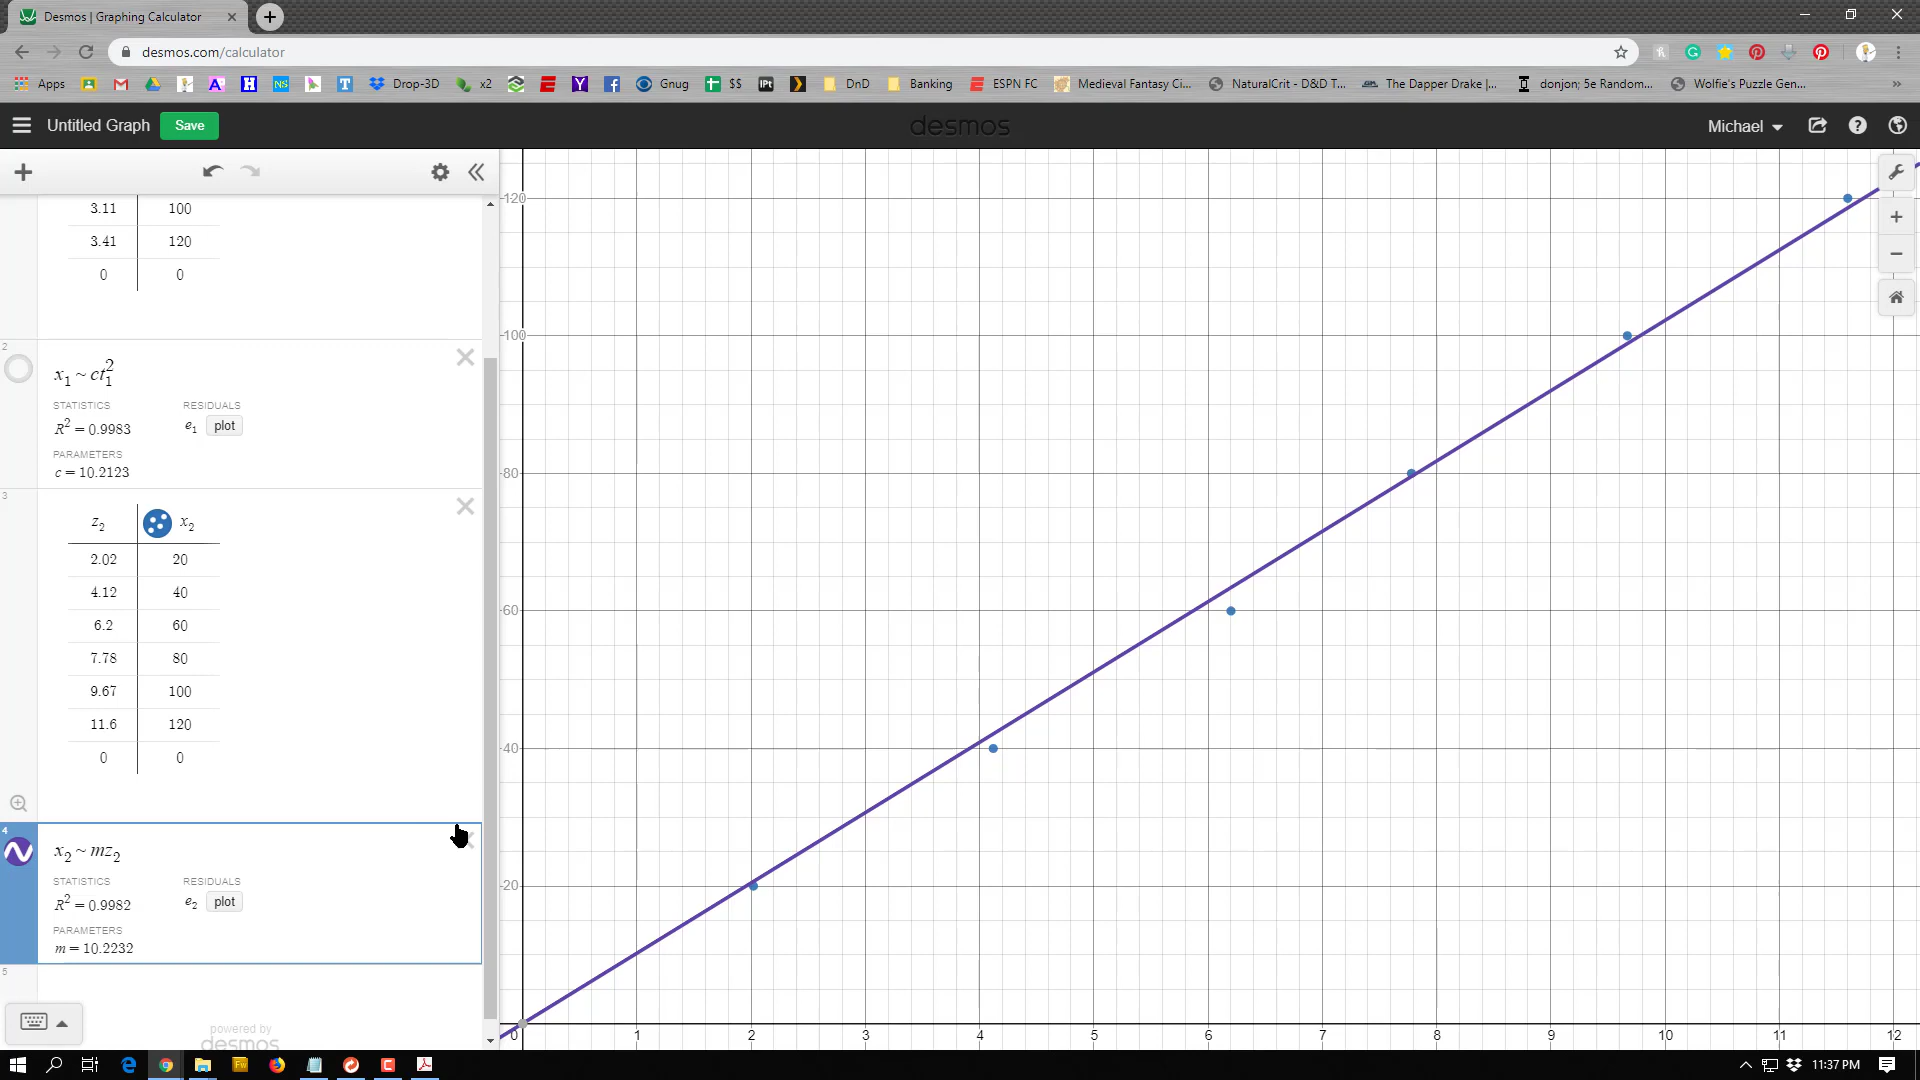 Desmos | Graphing Calculator
desmos.com/calculator
Apps
Drop-3D
x2
Gnug
$$
DnD
Banking
ESPN FC
Medieval Fantasy Ci...
NaturalCrit - D&D T...
The Dapper Drake |...
donjon; 5e Random...
Wolfie's Puzzle Gen...
Untitled Graph
Save
desmos
Michael
3.11 100
3.41 120
0 0
2
x₁ ~ ct₁²
STATISTICS RESIDUALS
R² = 0.9983 e₁ plot
PARAMETERS
c = 10.2123
3
z₂ x₂
2.02 20
4.12 40
6.2 60
7.78 80
9.67 100
11.6 120
0 0
4
x₂ ~ mz₂
STATISTICS RESIDUALS
R² = 0.9982 e₂ plot
PARAMETERS
m = 10.2232
5
powered by
desmos
120
100
80
60
40
20
0 1 2 3 4 5 6 7 8 9 10 11 12
11:37 PM